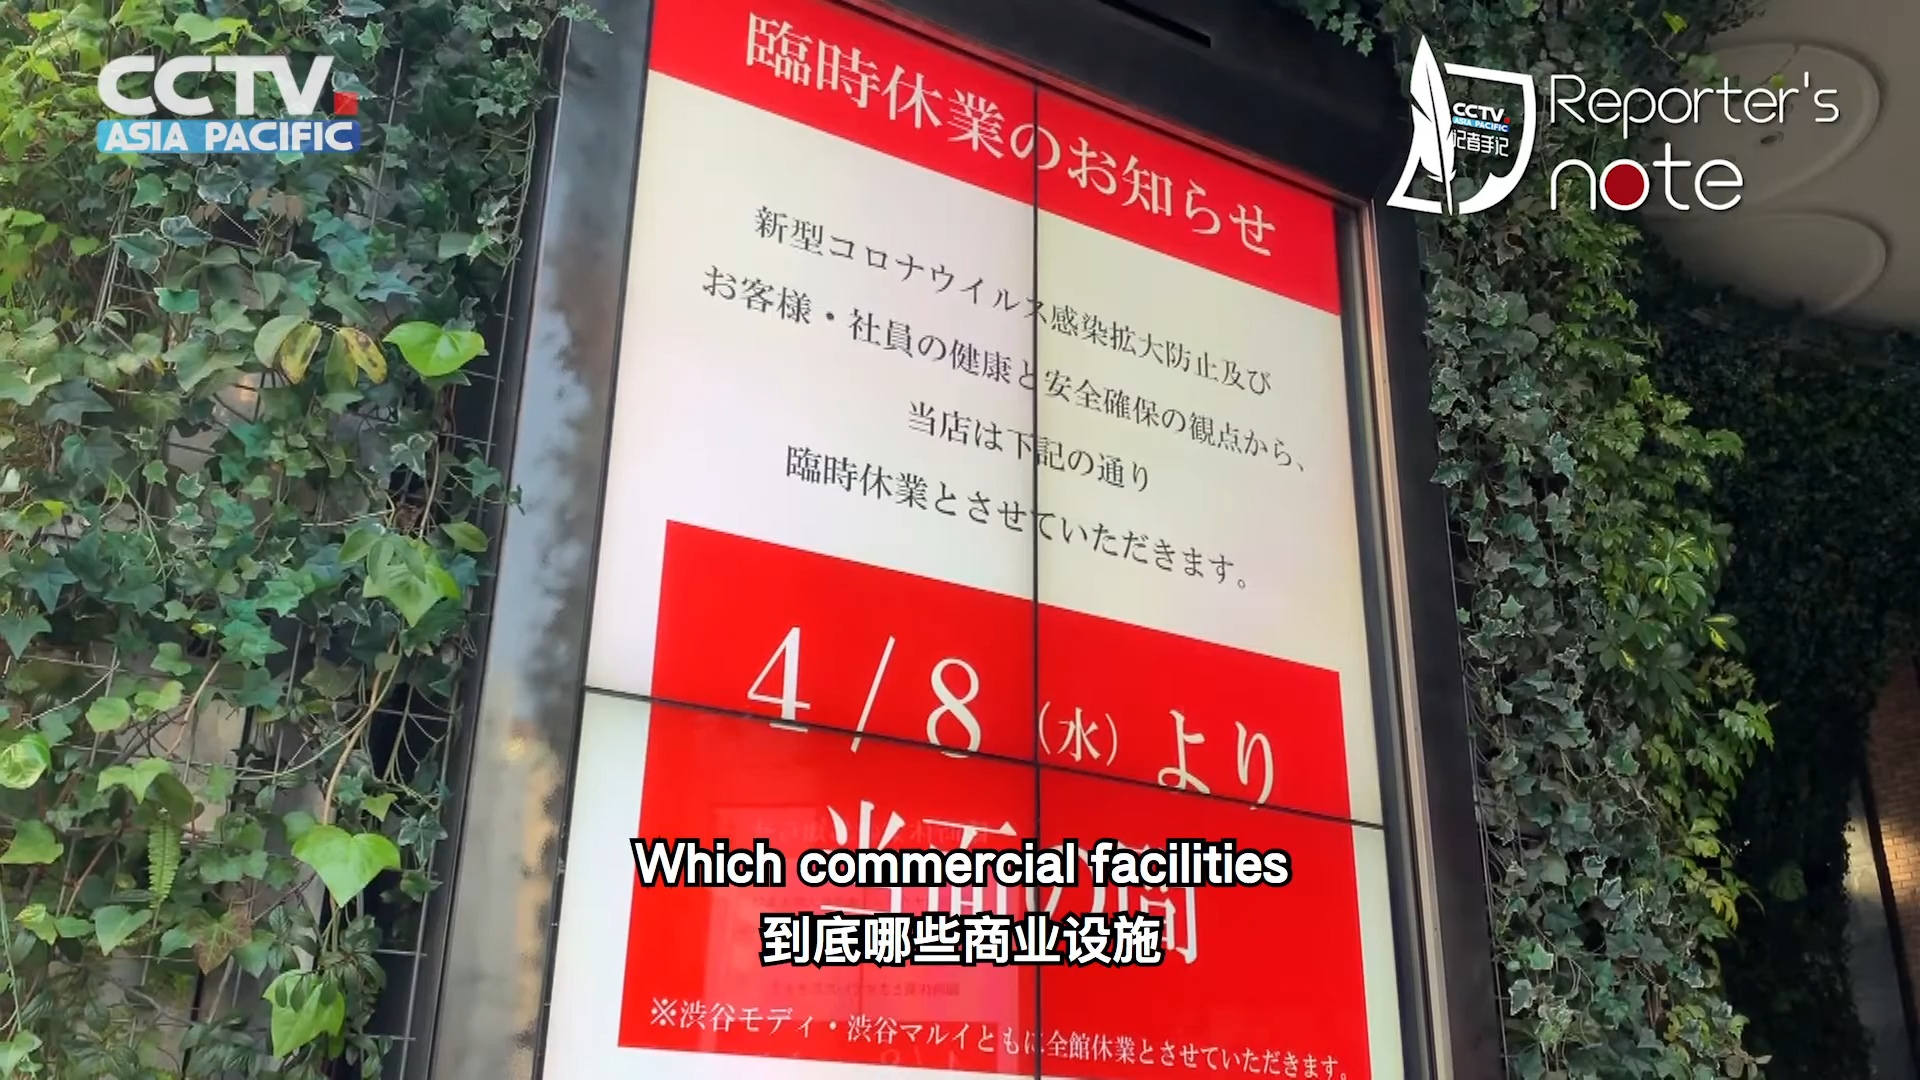 CCTV
ASIA PACIFIC
CCTV
ASIA PACIFIC
记者手记
Reporter's
note
臨時休業のお知らせ
新型コロナウイルス感染拡大防止及び
お客様・社員の健康と安全確保の観点から、
当店は下記の通り
臨時休業とさせていただきます。
4/8(水)より
当面の間
※渋谷モディ・渋谷マルイともに全館休業とさせていただきます。
Which commercial facilities
到底哪些商业设施